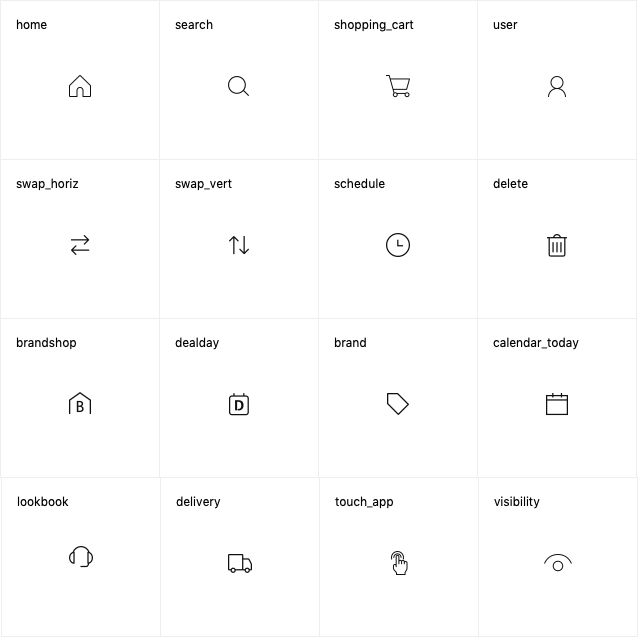 home
search
shopping_cart
user
swap_horiz
swap_vert
schedule
delete
brandshop
dealday
brand
calendar_today
B
D
lookbook
delivery
touch_app
visibility